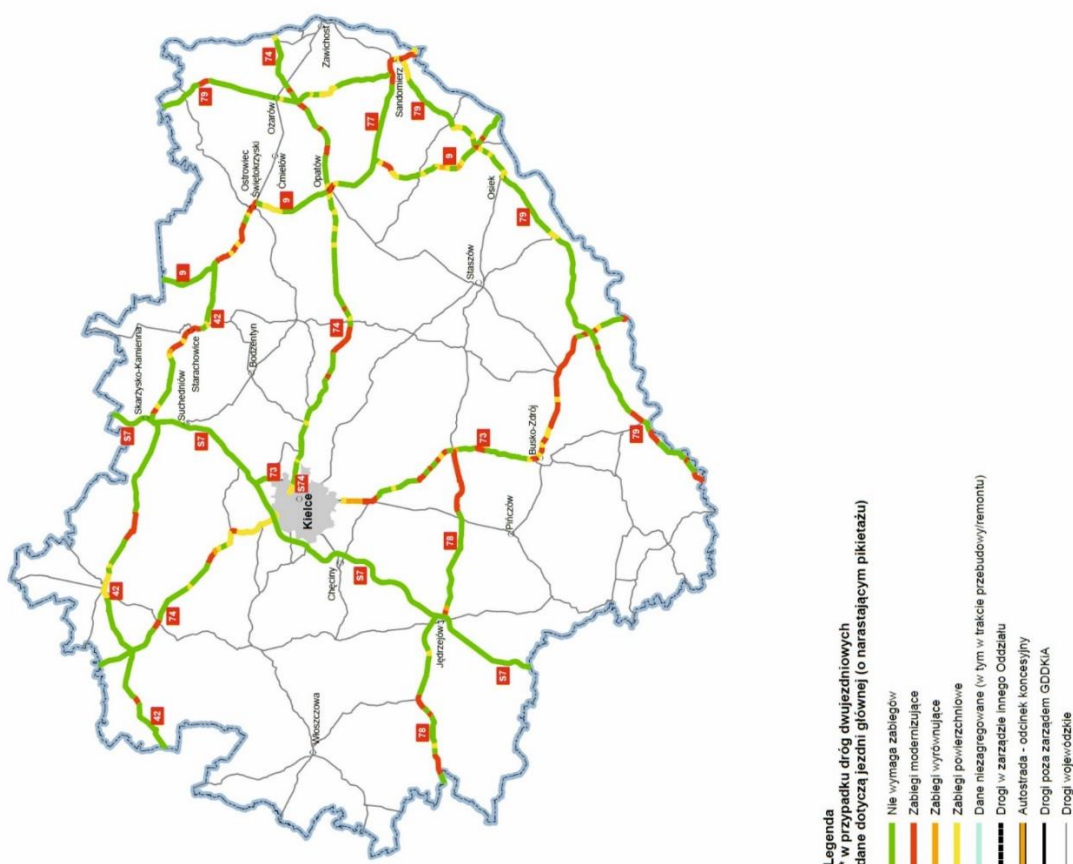 Zawichost
74
79
Ożarów
Sandomierz
79
77
Ostrowiec
Świętokrzyski
Ćmielów
Opatów
9
9
Osiek
79
9
Skarżysko-Kamienna
42
Suchedniów
Starachowice
Bodzentyn
74
Staszów
S7
S7
73
S74
Kielce
73
Busko-Zdrój
79
42
74
Chęciny
S7
78
Pińczów
Jędrzejów
S7
42
Włoszczowa
78
Legenda
* w przypadku dróg dwujezdniowych
dane dotyczą jezdni głównej (o narastającym pikietażu)
Nie wymaga zabiegów
Zabiegi modernizujące
Zabiegi wyrównujące
Zabiegi powierzchniowe
Dane niezagregowane (w tym w trakcie przebudowy/remontu)
Drogi w zarządzie innego Oddziału
Autostrada - odcinek koncesyjny
Drogi poza zarządem GDDKiA
Drogi wojewódzkie